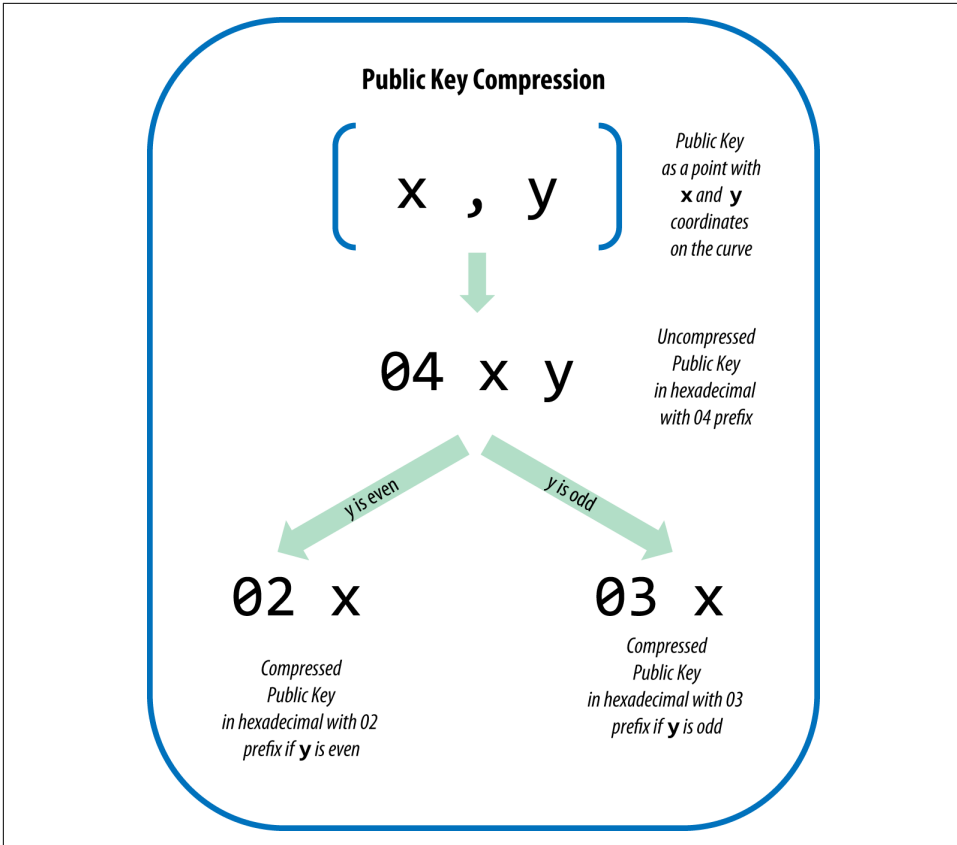 Public Key Compression
x , y
Public Key
as a point with
x and y
coordinates
on the curve
04 x y
Uncompressed
Public Key
in hexadecimal
with 04 prefix
y is even
y is odd
02 x
03 x
Compressed
Public Key
in hexadecimal with 02
prefix if y is even
Compressed
Public Key
in hexadecimal with 03
prefix if y is odd